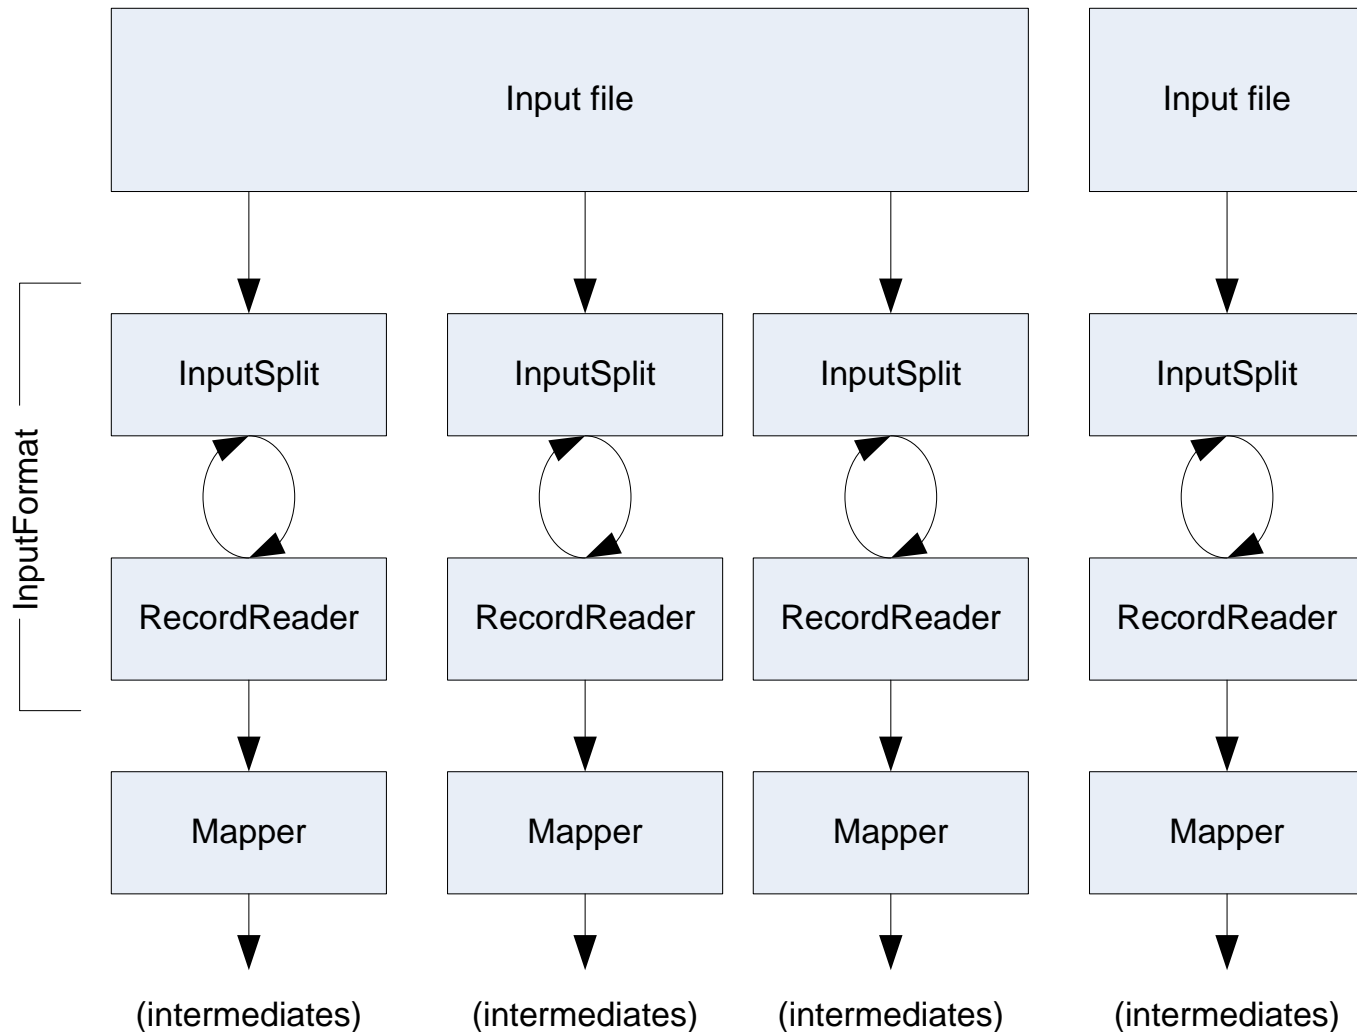 Input file
Input file
InputSplit
InputSplit
InputSplit
InputSplit
InputFormat
RecordReader
RecordReader
RecordReader
RecordReader
Mapper
Mapper
Mapper
Mapper
(intermediates)
(intermediates)
(intermediates)
(intermediates)